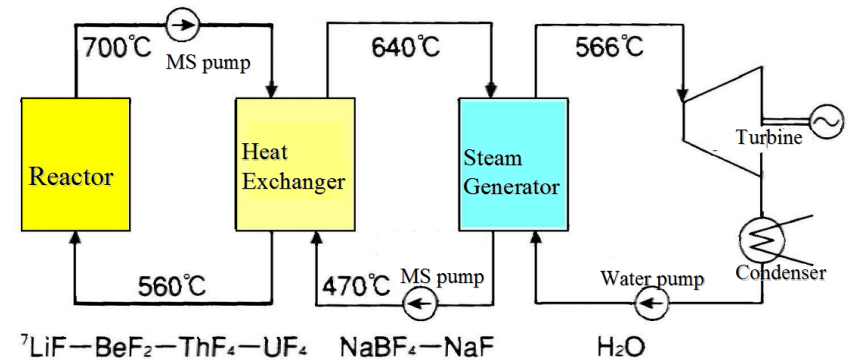 700℃
MS pump
640℃
566℃
Reactor
Heat
Exchanger
Steam
Generator
Turbine
560℃
470℃
MS pump
Water pump
Condenser
⁷LiF—BeF₂—ThF₄—UF₄
NaBF₄—NaF
H₂O